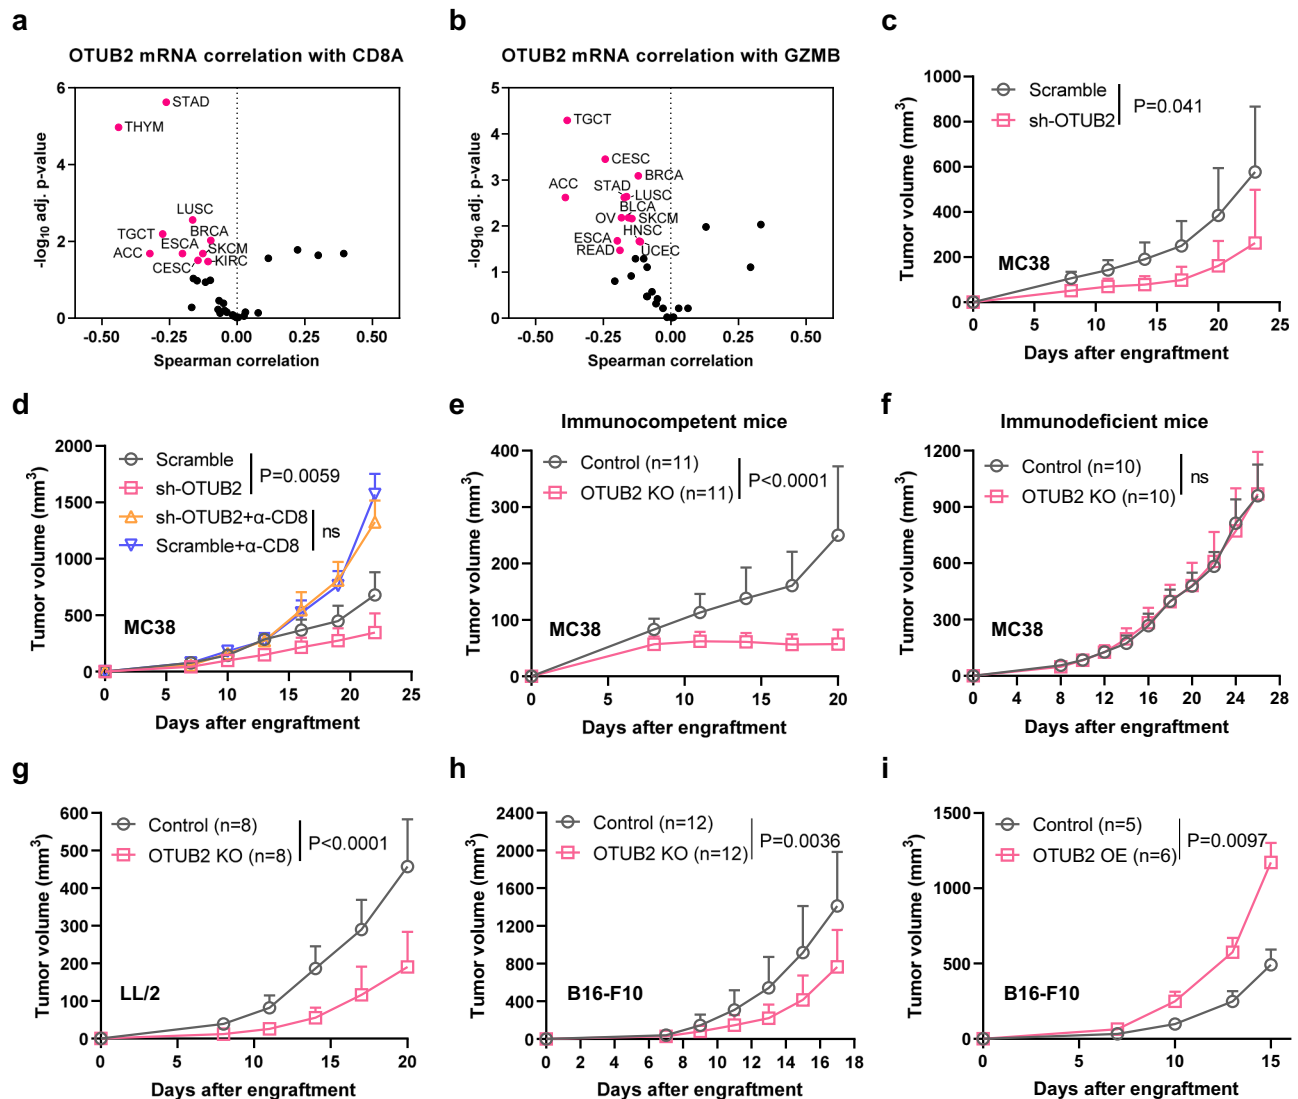 a
OTUB2 mRNA correlation with CD8A
-log10 adj. p-value
6
4
2
0
STAD
THYM
LUSC
TGCT
BRCA
ACC
ESCA
SKCM
CESC
KIRC
-0.50
-0.25
0.00
0.25
0.50
Spearman correlation
b
OTUB2 mRNA correlation with GZMB
-log10 adj. p-value
5
4
3
2
1
0
TGCT
CESC
BRCA
ACC
STAD
LUSC
BLCA
OV
SKCM
HNSC
ESCA
READ
UCEC
-0.50
-0.25
0.00
0.25
0.50
Spearman correlation
c
Tumor volume (mm3)
1000
800
600
400
200
0
Scramble
sh-OTUB2
P=0.041
MC38
0
5
10
15
20
25
Days after engraftment
d
Tumor volume (mm3)
2000
1500
1000
500
0
Scramble
sh-OTUB2
P=0.0059
sh-OTUB2+α-CD8
Scramble+α-CD8
ns
MC38
0
5
10
15
20
25
Days after engraftment
e
Immunocompetent mice
Tumor volume (mm3)
400
300
200
100
0
Control (n=11)
OTUB2 KO (n=11)
P<0.0001
MC38
0
5
10
15
20
Days after engraftment
f
Immunodeficient mice
Tumor volume (mm3)
1200
900
600
300
0
Control (n=10)
OTUB2 KO (n=10)
ns
MC38
0
4
8
12
16
20
24
28
Days after engraftment
g
Tumor volume (mm3)
600
500
400
300
200
100
0
Control (n=8)
OTUB2 KO (n=8)
P<0.0001
LL/2
0
5
10
15
20
Days after engraftment
h
Tumor volume (mm3)
2400
2000
1600
1200
800
400
0
Control (n=12)
OTUB2 KO (n=12)
P=0.0036
B16-F10
0
2
4
6
8
10
12
14
16
18
Days after engraftment
i
Tumor volume (mm3)
1500
1000
500
0
Control (n=5)
OTUB2 OE (n=6)
P=0.0097
B16-F10
0
5
10
15
Days after engraftment